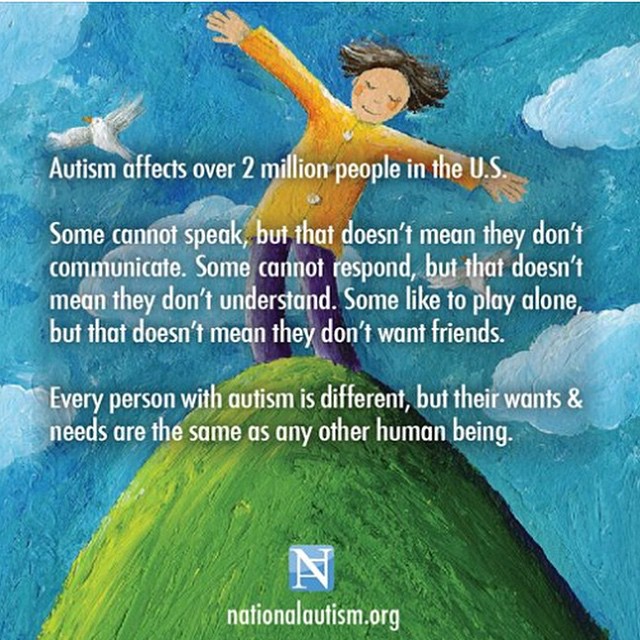 Autism affects over 2 million people in the U.S.
Some cannot speak, but that doesn't mean they don't
communicate. Some cannot respond, but that doesn't
mean they don't understand. Some like to play alone,
but that doesn't mean they don't want friends.
Every person with autism is different, but their wants &
needs are the same as any other human being.
N
nationalautism.org